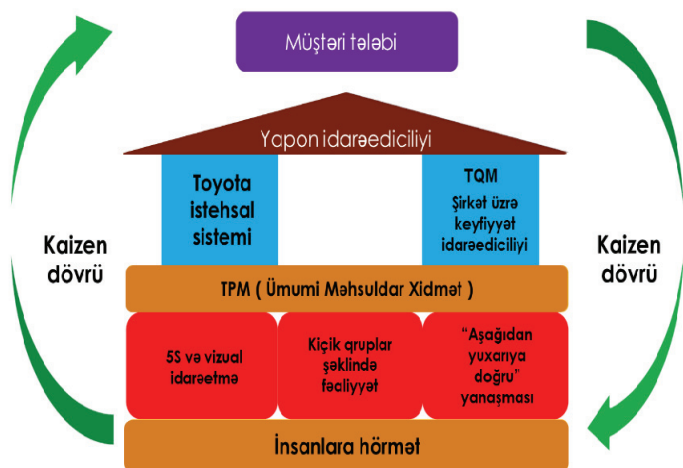 Müştəri tələbi
Yapon idarəediciliyi
Toyota
istehsal
sistemi
TQM
Şirkət üzrə
keyfiyyət
idarəediciliyi
Kaizen
dövrü
Kaizen
dövrü
TPM ( Ümumi Məhsuldar Xidmət )
5S və vizual
idarəetmə
Kiçik qruplar
şəklində
fəaliyyət
“Aşağıdan
yuxarıya
doğru”
yanaşması
İnsanlara hörmət